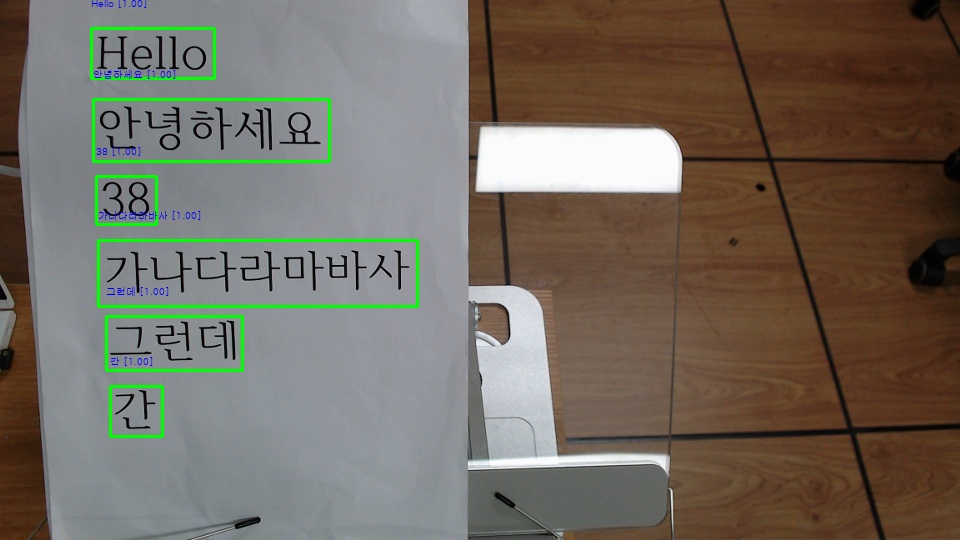 Hello [1.00]
Hello
안녕하세요 [1.00]
안녕하세요
38 [1.00]
38
가나다라마바사 [1.00]
가나다라마바사
그런데 [1.00]
그런데
간 [1.00]
간